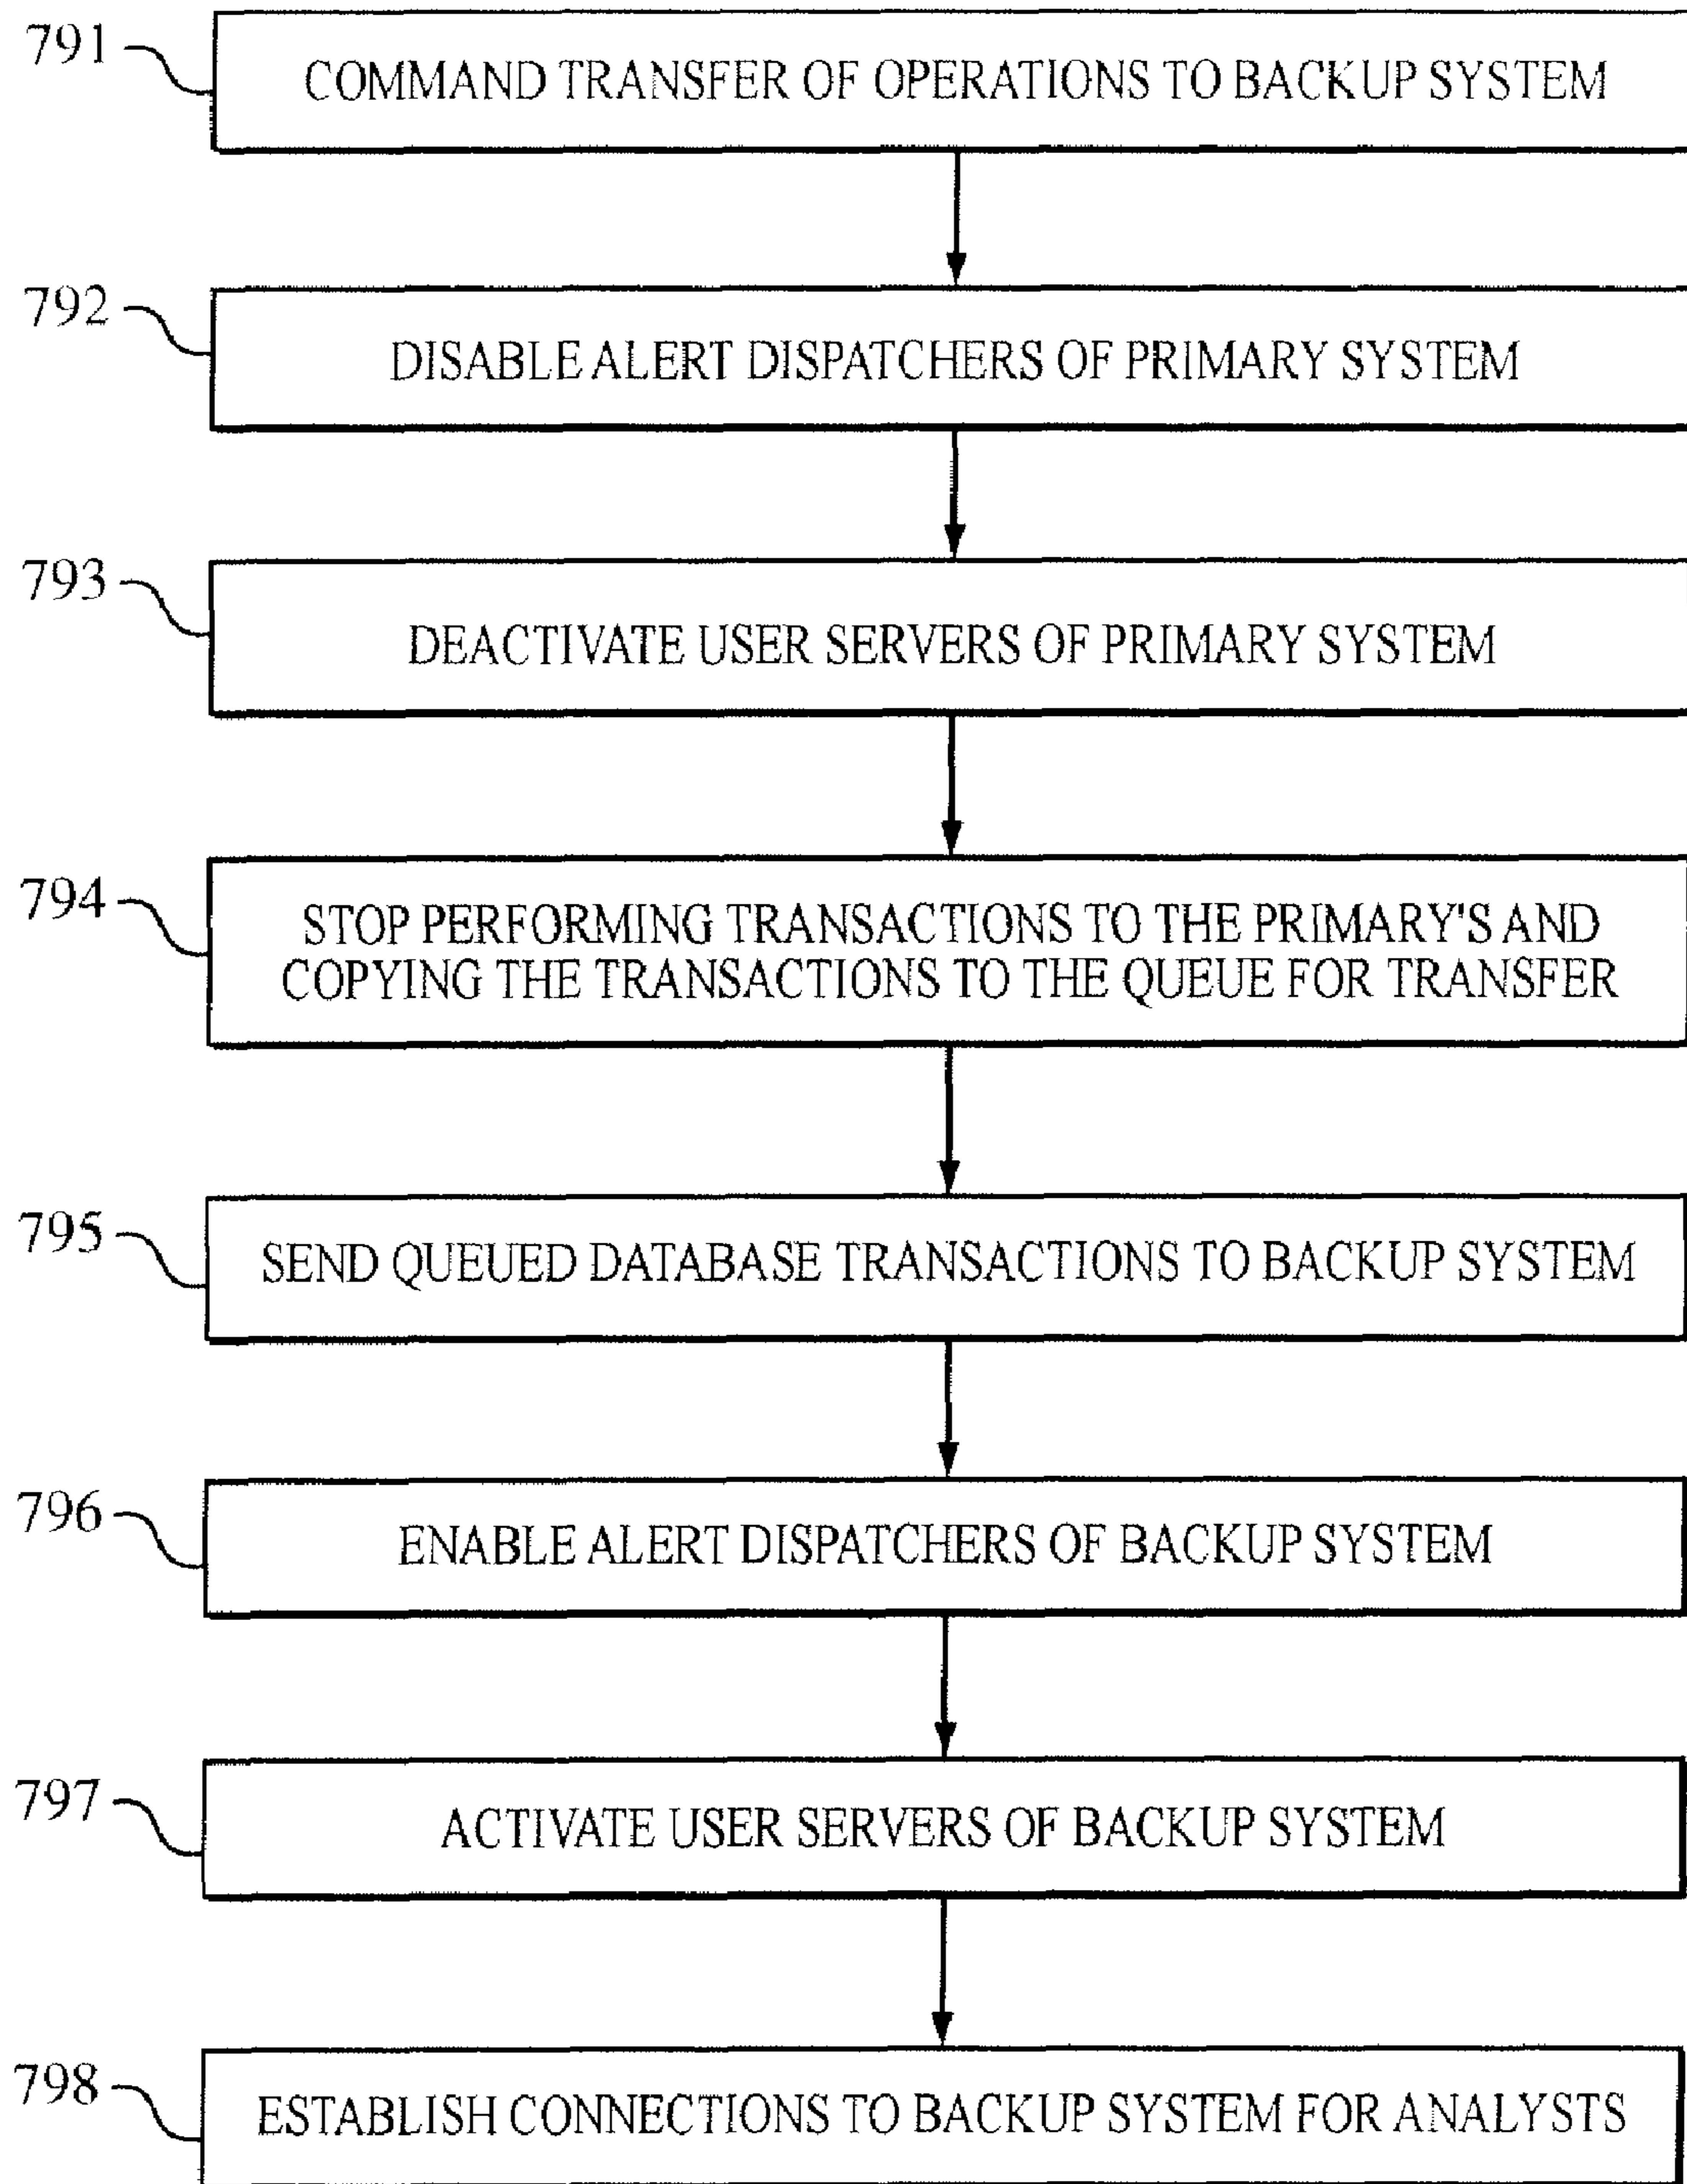 791
COMMAND TRANSFER OF OPERATIONS TO BACKUP SYSTEM
792
DISABLE ALERT DISPATCHERS OF PRIMARY SYSTEM
793
DEACTIVATE USER SERVERS OF PRIMARY SYSTEM
794
STOP PERFORMING TRANSACTIONS TO THE PRIMARY'S AND
COPYING THE TRANSACTIONS TO THE QUEUE FOR TRANSFER
795
SEND QUEUED DATABASE TRANSACTIONS TO BACKUP SYSTEM
796
ENABLE ALERT DISPATCHERS OF BACKUP SYSTEM
797
ACTIVATE USER SERVERS OF BACKUP SYSTEM
798
ESTABLISH CONNECTIONS TO BACKUP SYSTEM FOR ANALYSTS